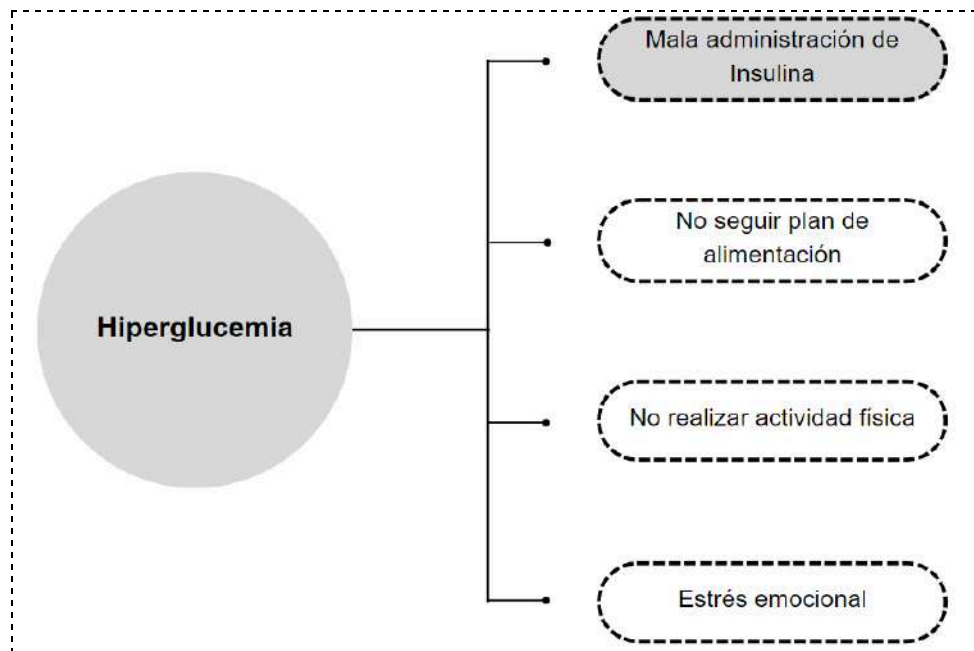 Mala administración de
Insulina
No seguir plan de
alimentación
Hiperglucemia
No realizar actividad física
Estrés emocional